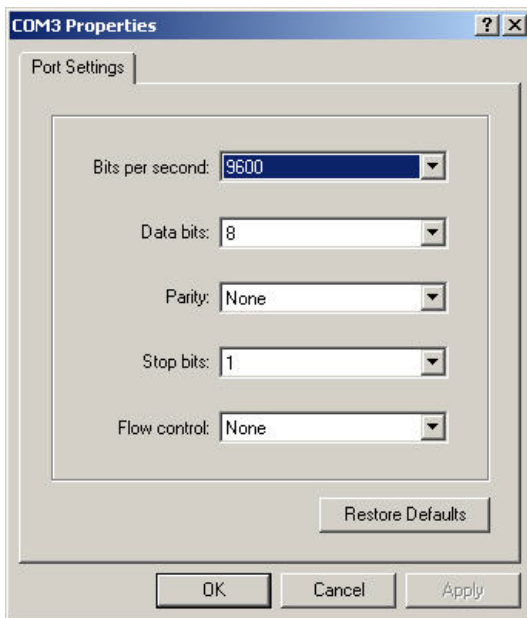 COM3 Properties
Port Settings
Bits per second: 9600
Data bits: 8
Parity: None
Stop bits: 1
Flow control: None
Restore Defaults
OK Cancel Apply